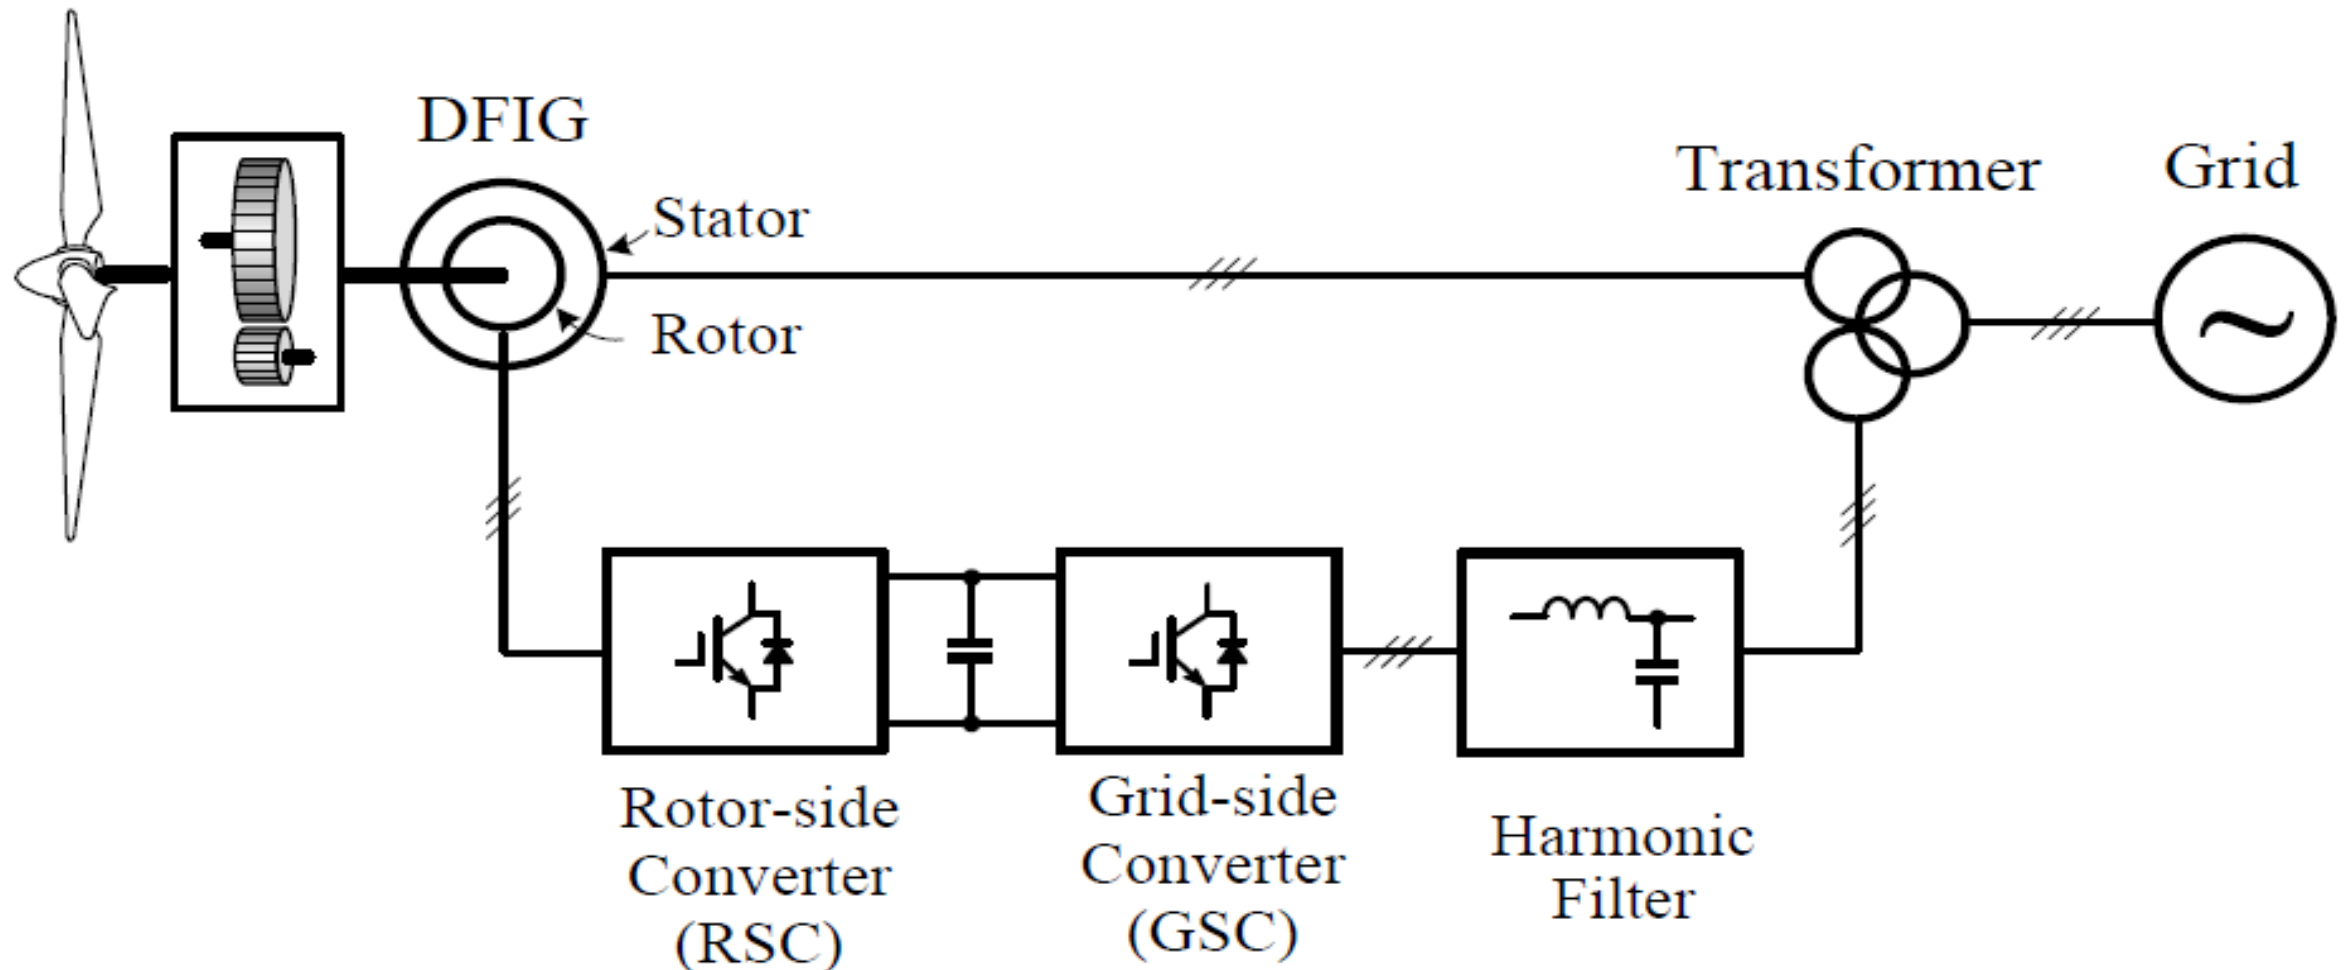 DFIG
Stator
Rotor
Transformer
Grid
~
Rotor-side
Converter
(RSC)
Grid-side
Converter
(GSC)
Harmonic
Filter